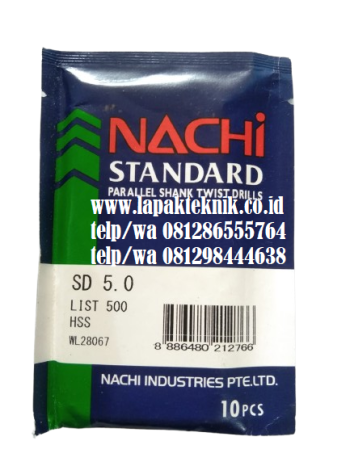 NACHi
STANDARD
PARALLEL SHANK TWIST DRILLS
www.lapakteknik.co.id
telp/wa 081286555764
telp/wa 081298444638
SD 5.0
LIST 500
HSS
WL28067
8 886480 212766
NACHI INDUSTRIES PTE.LTD.
10PCS